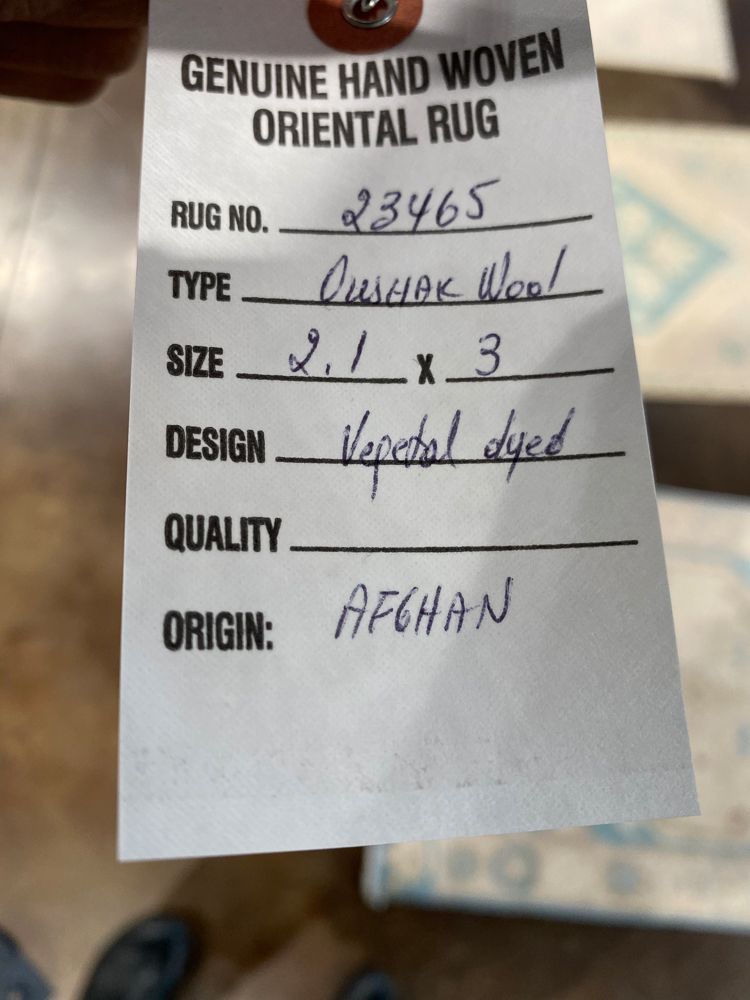 GENUINE HAND WOVEN
ORIENTAL RUG
RUG NO. 23465
TYPE Oushak Wool
SIZE 2.1 x 3
DESIGN Vegetal dyed
QUALITY
ORIGIN: AFGHAN